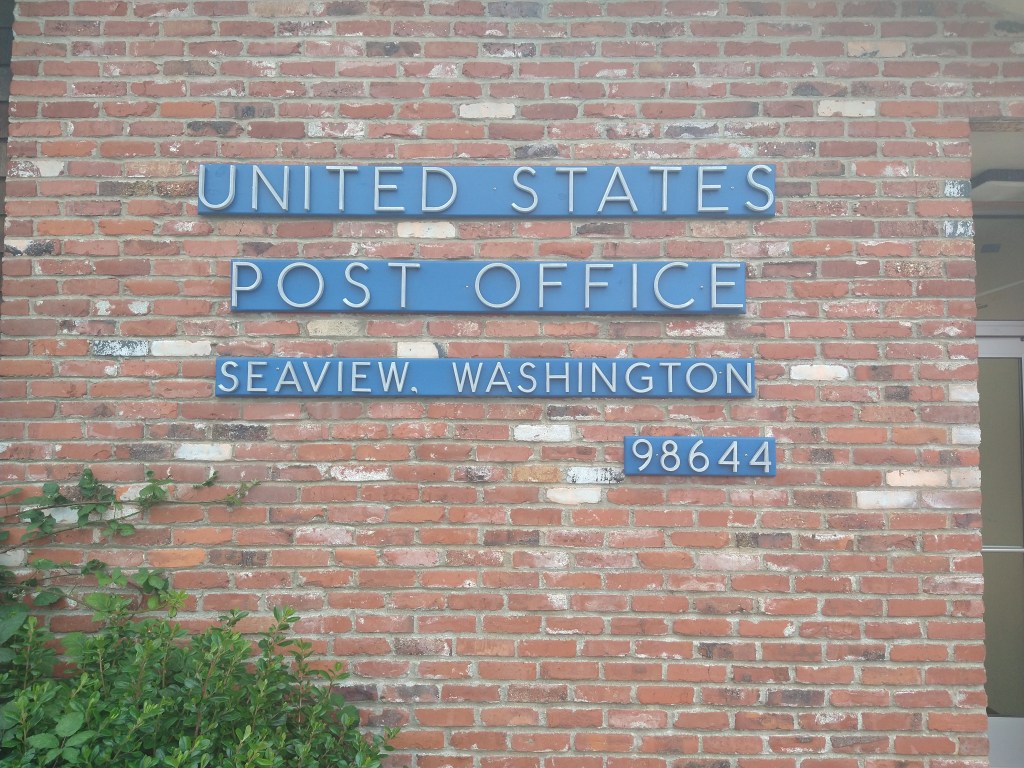 UNITED STATES
POST OFFICE
SEAVIEW, WASHINGTON
98644